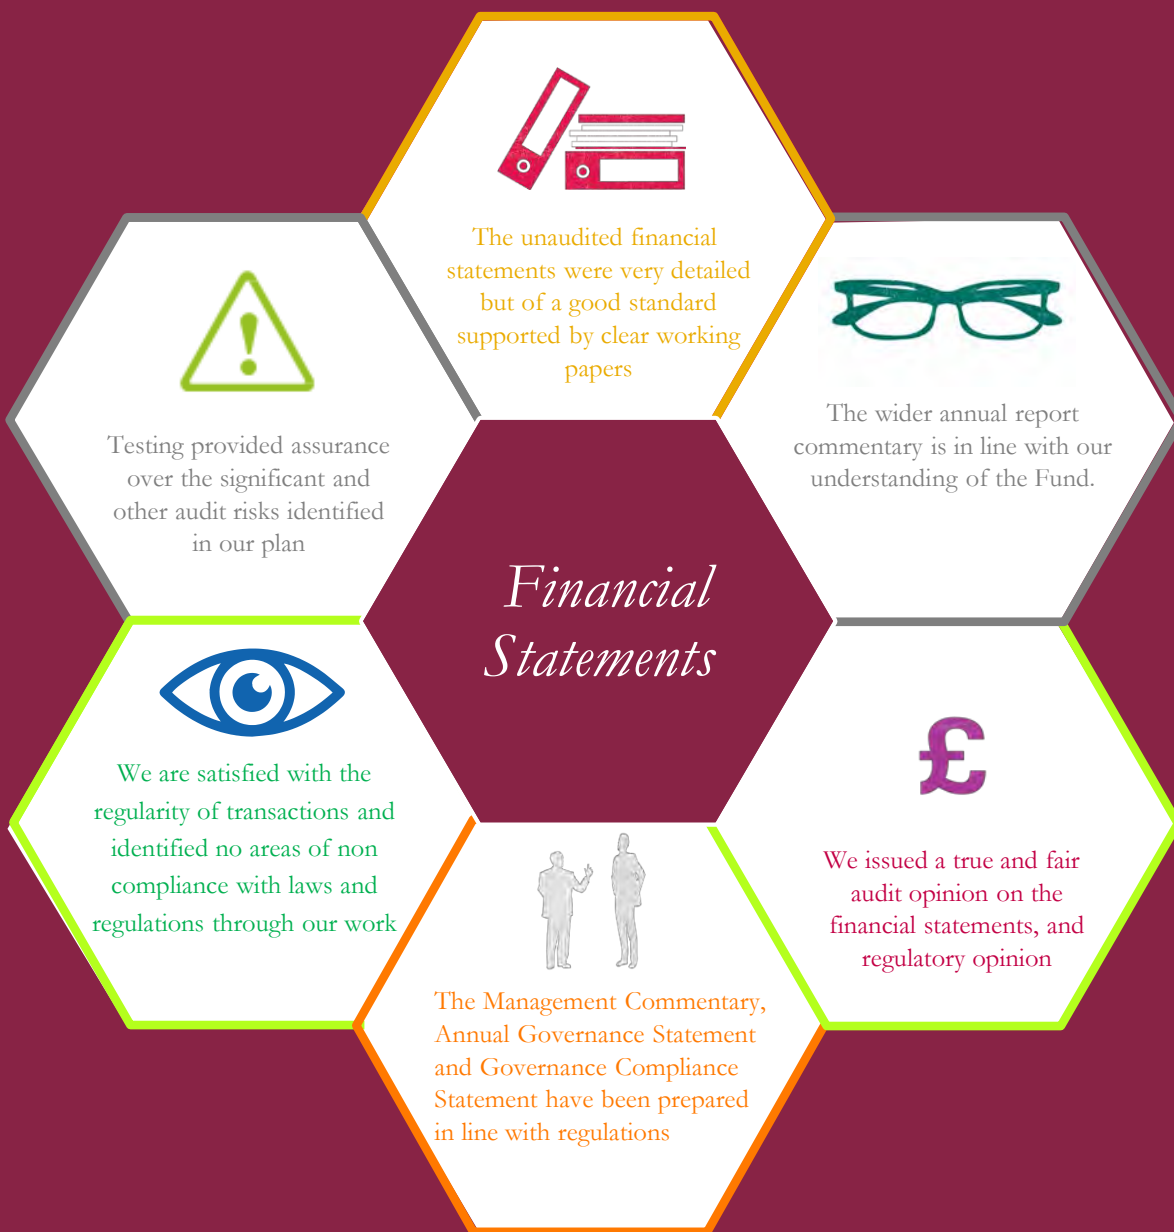 The unaudited financial
statements were very detailed
but of a good standard
supported by clear working
papers
The wider annual report
commentary is in line with our
understanding of the Fund.
Testing provided assurance
over the significant and
other audit risks identified
in our plan
Financial
Statements
We are satisfied with the
regularity of transactions and
identified no areas of non
compliance with laws and
regulations through our work
£
We issued a true and fair
audit opinion on the
financial statements, and
regulatory opinion
The Management Commentary,
Annual Governance Statement
and Governance Compliance
Statement have been prepared
in line with regulations